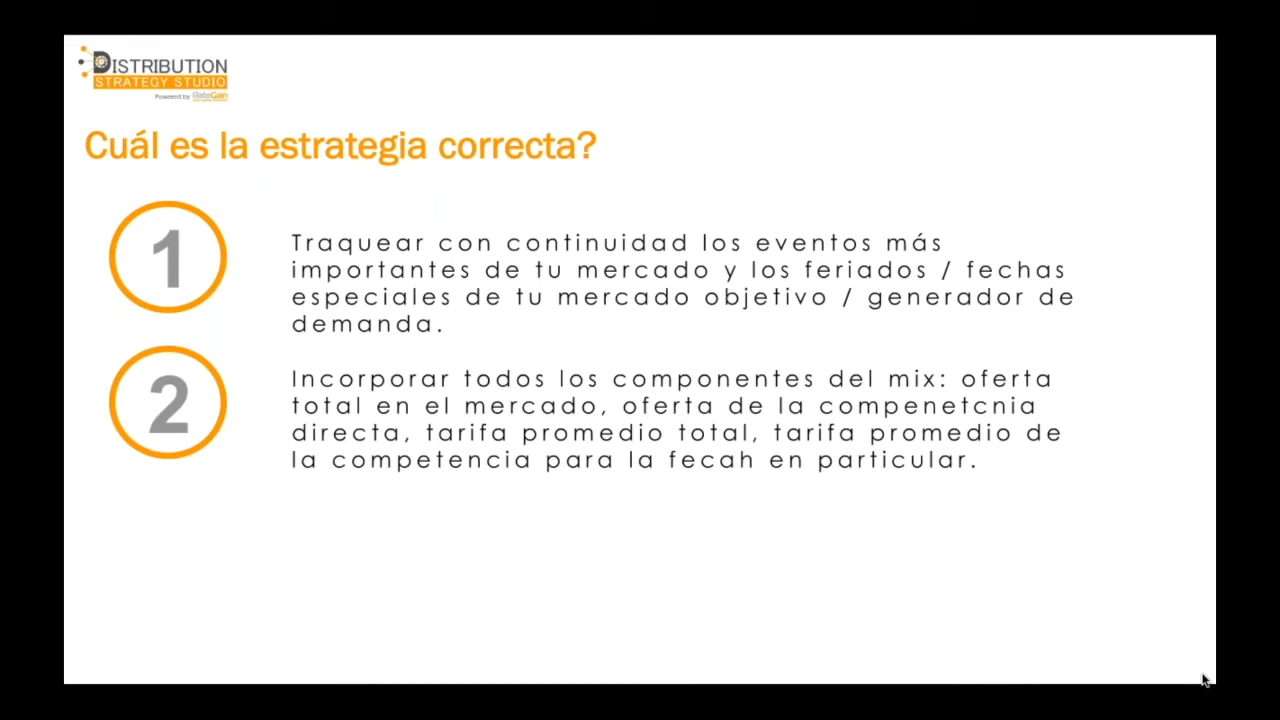 DISTRIBUTION
STRATEGY STUDIO
Powered by RateGain
Cuál es la estrategia correcta?
1
Traquear con continuidad los eventos más
importantes de tu mercado y los feriados / fechas
especiales de tu mercado objetivo / generador de
demanda.
2
Incorporar todos los componentes del mix: oferta
total en el mercado, oferta de la compenetcnia
directa, tarifa promedio total, tarifa promedio de
la competencia para la fecah en particular.